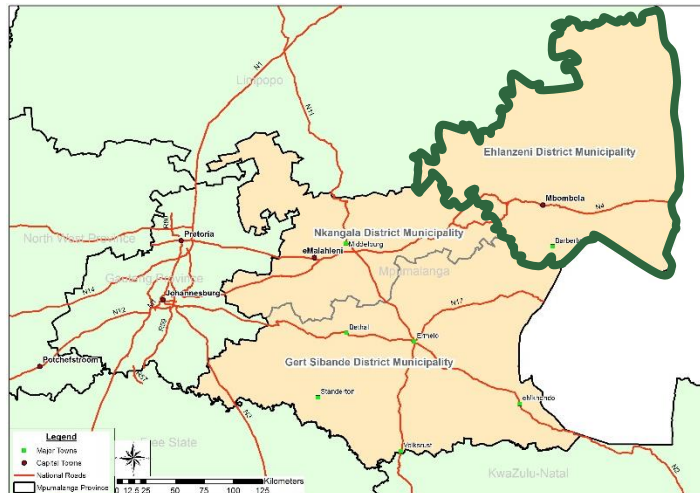 N1
Limpopo
N11
Ehlanzeni District Municipality
Mbombela
N4
North West Province
Pretoria
Nkangala District Municipality
Middelburg
eMalahleni
Barberton
Mpumalanga
Gauteng Province
N14
Johannesburg
N12
N17
Bethal
Ermelo
Potchefstroom
Gert Sibande District Municipality
Standerton
eMkhondo
N3
Free State
Volksrust
KwaZulu-Natal
N2
Legend
Major Towns
Capital Towns
National Roads
Mpumalanga Province
Kilometers
0 12.5 25 50 75 100 125